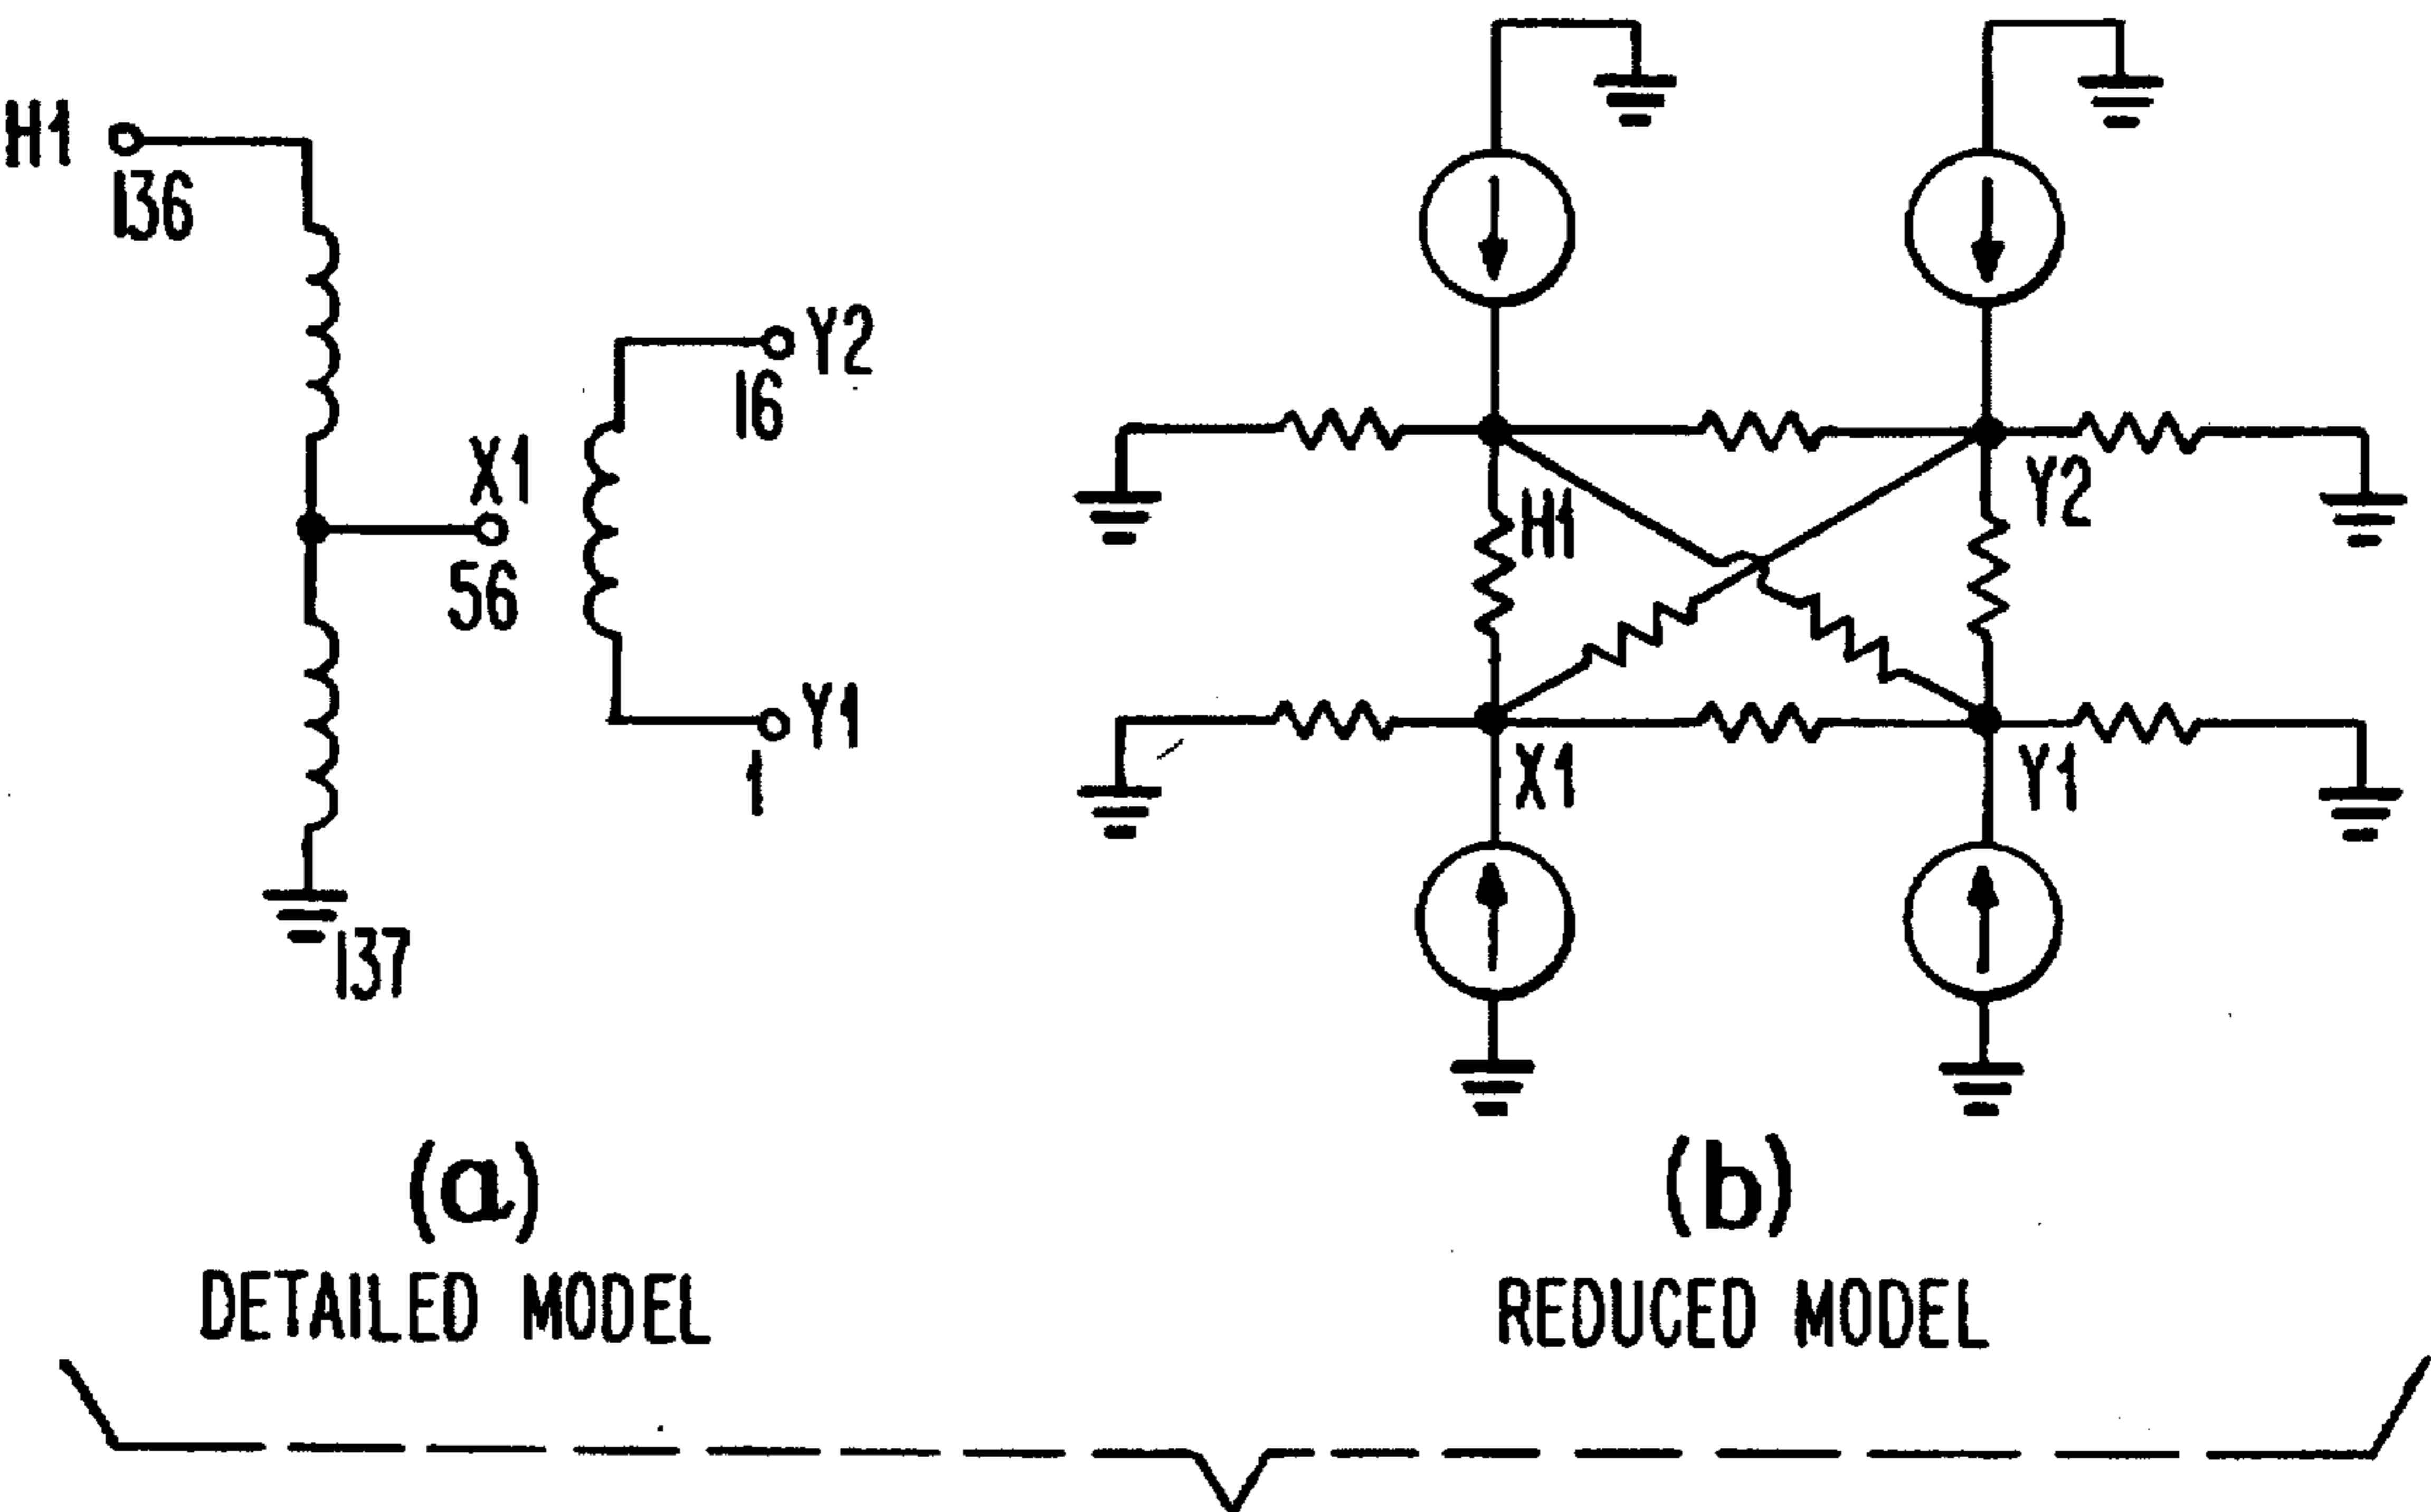 H1
136
Y2
16
X1
56
Y1
1
137
H1
Y2
X1
Y1
(a)
DETAILED MODEL
(b)
REDUCED MODEL